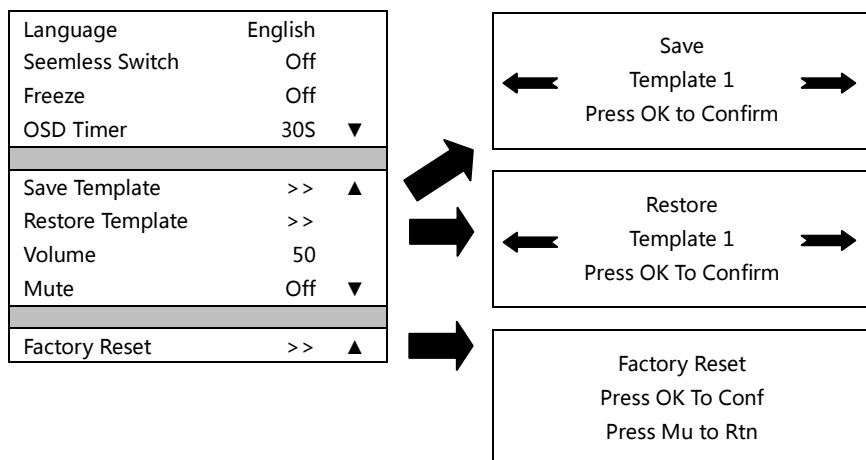 Language English
Seemless Switch Off
Freeze Off
OSD Timer 30S ▼
Save Template >> ▲
Restore Template >>
Volume 50
Mute Off ▼
Factory Reset >> ▲
Save
Template 1
Press OK to Confirm
Restore
Template 1
Press OK To Confirm
Factory Reset
Press OK To Conf
Press Mu to Rtn